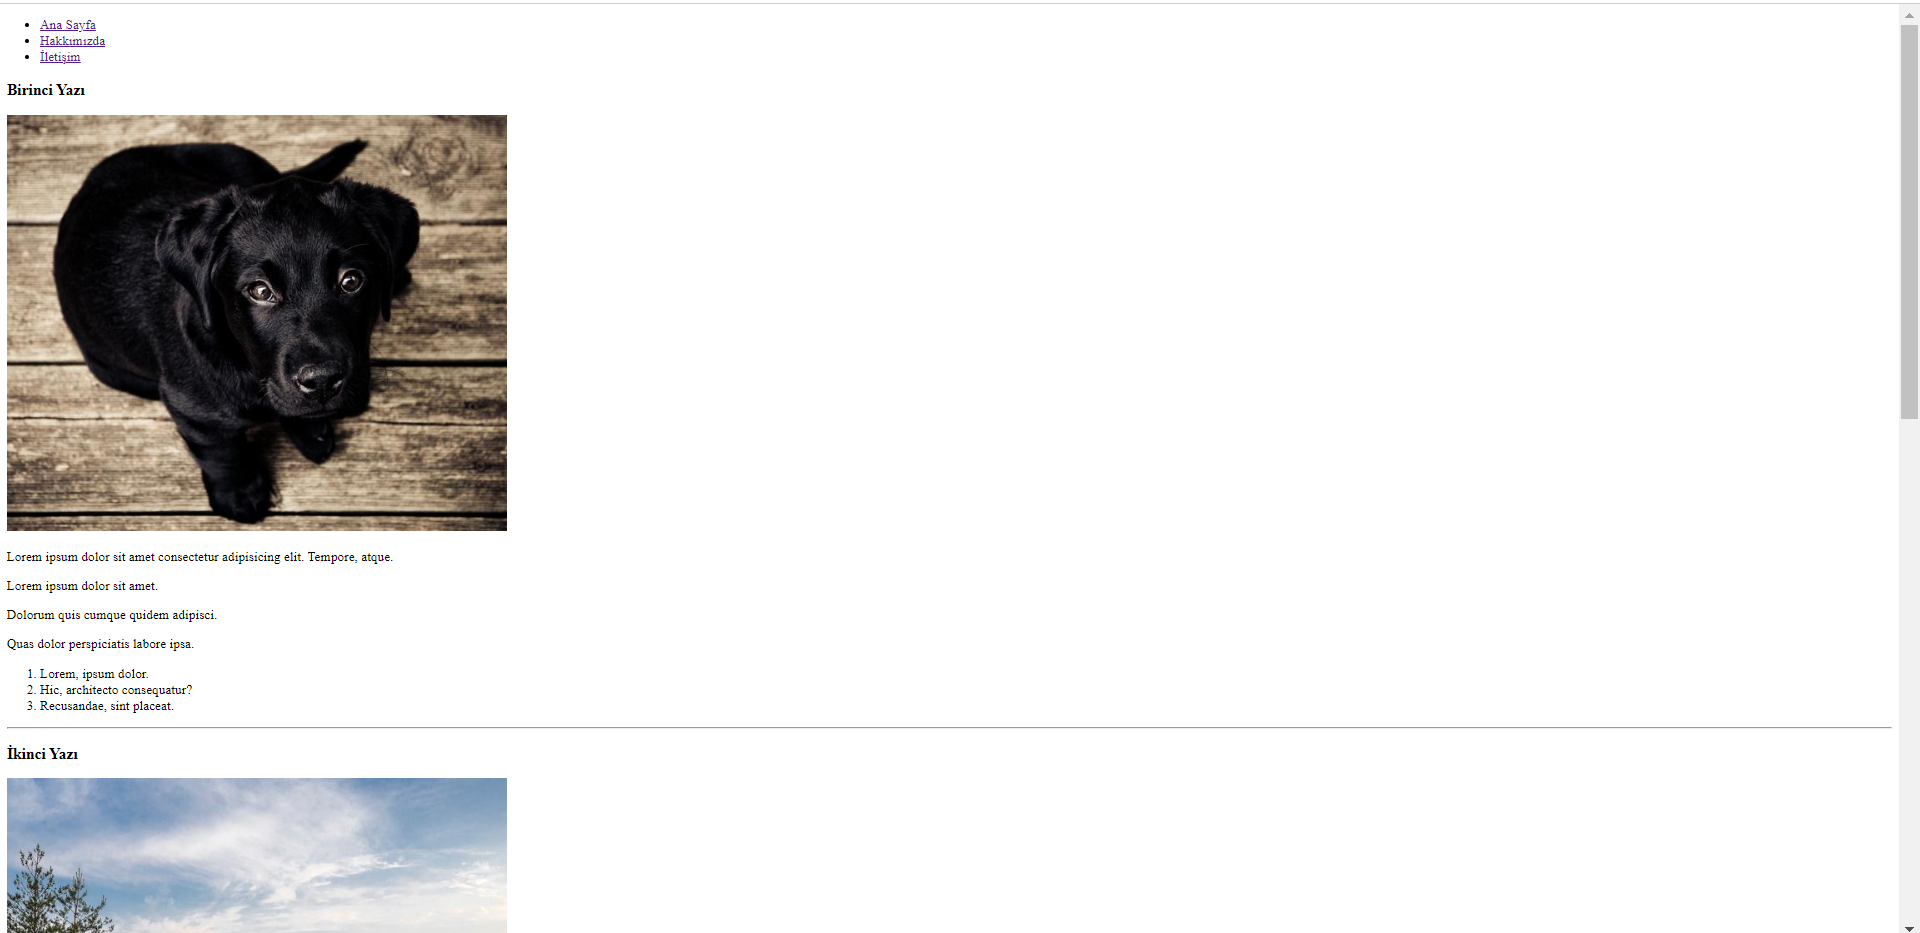 Ana Sayfa
Hakkımızda
İletişim
Birinci Yazı
Lorem ipsum dolor sit amet consectetur adipisicing elit. Tempore, atque.
Lorem ipsum dolor sit amet.
Dolorum quis cumque quidem adipisci.
Quas dolor perspiciatis labore ipsa.
1. Lorem, ipsum dolor.
2. Hic, architecto consequatur?
3. Recusandae, sint placeat.
İkinci Yazı